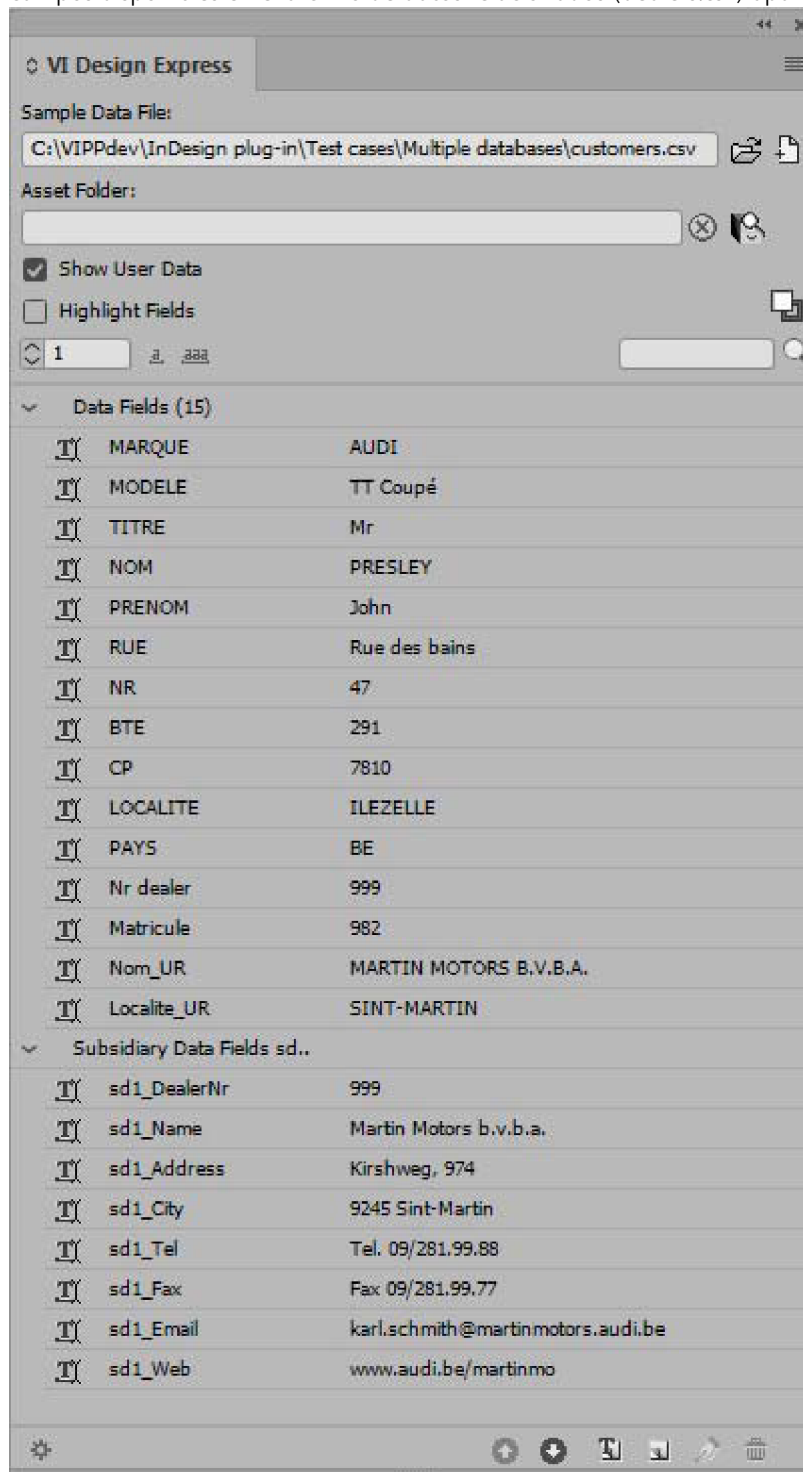 VI Design Express
Sample Data File:
C:\VIPPdev\InDesign plug-in\Test cases\Multiple databases\customers.csv
Asset Folder:
Show User Data
Highlight Fields
1 a aaa
Data Fields (15)
MARQUE AUDI
MODELE TT Coupé
TITRE Mr
NOM PRESLEY
PRENOM John
RUE Rue des bains
NR 47
BTE 291
CP 7810
LOCALITE ILEZELLE
PAYS BE
Nr dealer 999
Matricule 982
Nom_UR MARTIN MOTORS B.V.B.A.
Localite_UR SINT-MARTIN
Subsidiary Data Fields sd..
sd1_DealerNr 999
sd1_Name Martin Motors b.v.b.a.
sd1_Address Kirshweg, 974
sd1_City 9245 Sint-Martin
sd1_Tel Tel. 09/281.99.88
sd1_Fax Fax 09/281.99.77
sd1_Email karl.schmith@martinmotors.audi.be
sd1_Web www.audi.be/martinmo